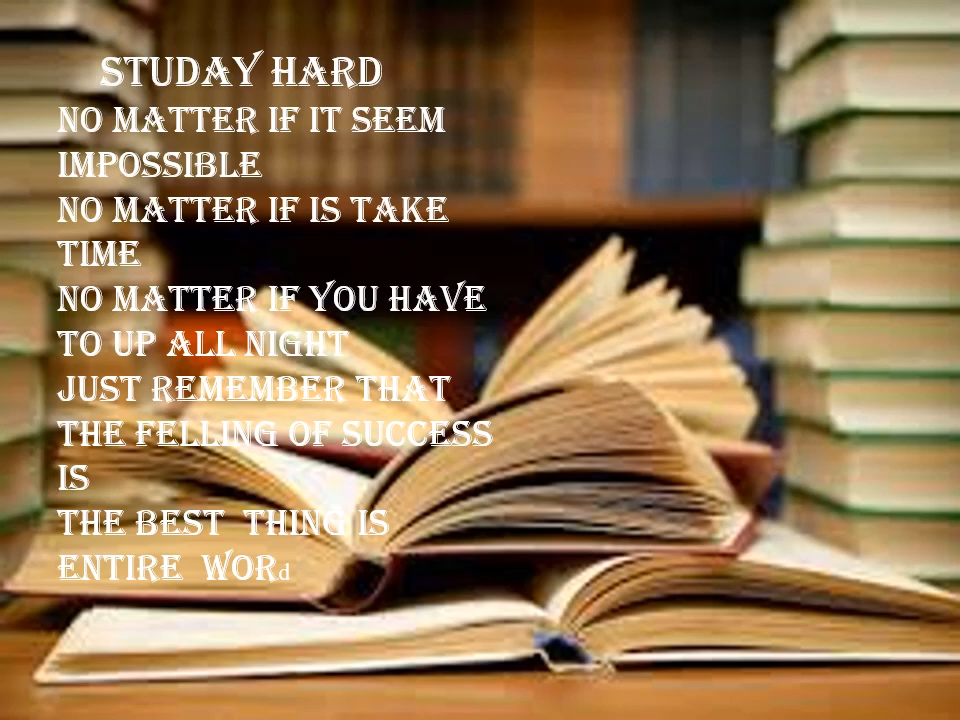 STUDAY HARD
NO MATTER IF IT SEEM
IMPOSSIBLE
NO MATTER IF IS TAKE
TIME
NO MATTER IF YOU HAVE
TO UP ALL NIGHT
JUST REMEMBER THAT
THE FELLING OF SUCCESS
IS
THE BEST  THING IS
ENTIRE  WORd